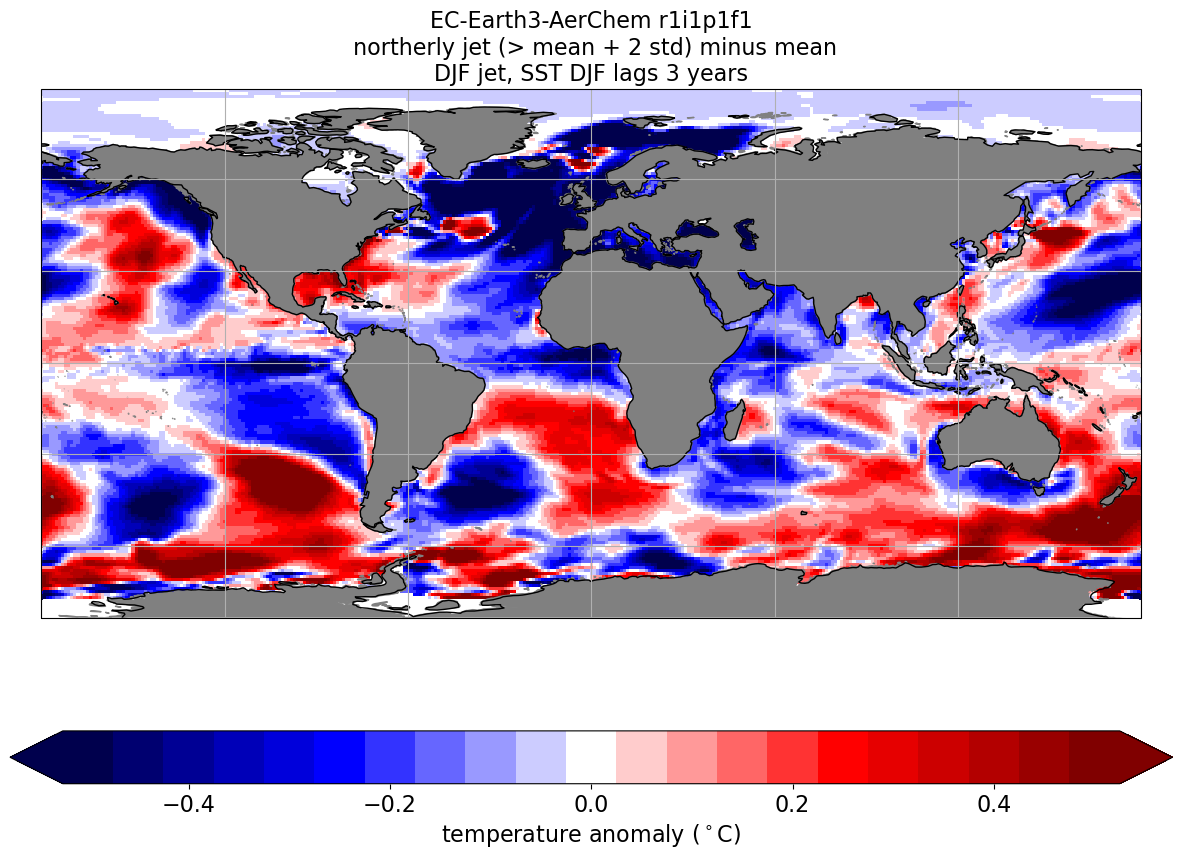 EC-Earth3-AerChem r1i1p1f1
northerly jet (> mean + 2 std) minus mean
DJF jet, SST DJF lags 3 years
−0.4 −0.2 0.0 0.2 0.4
temperature anomaly (°C)